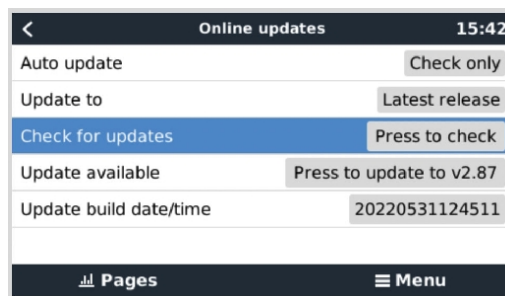 Online updates 15:42
Auto update Check only
Update to Latest release
Check for updates Press to check
Update available Press to update to v2.87
Update build date/time 20220531124511
Pages Menu